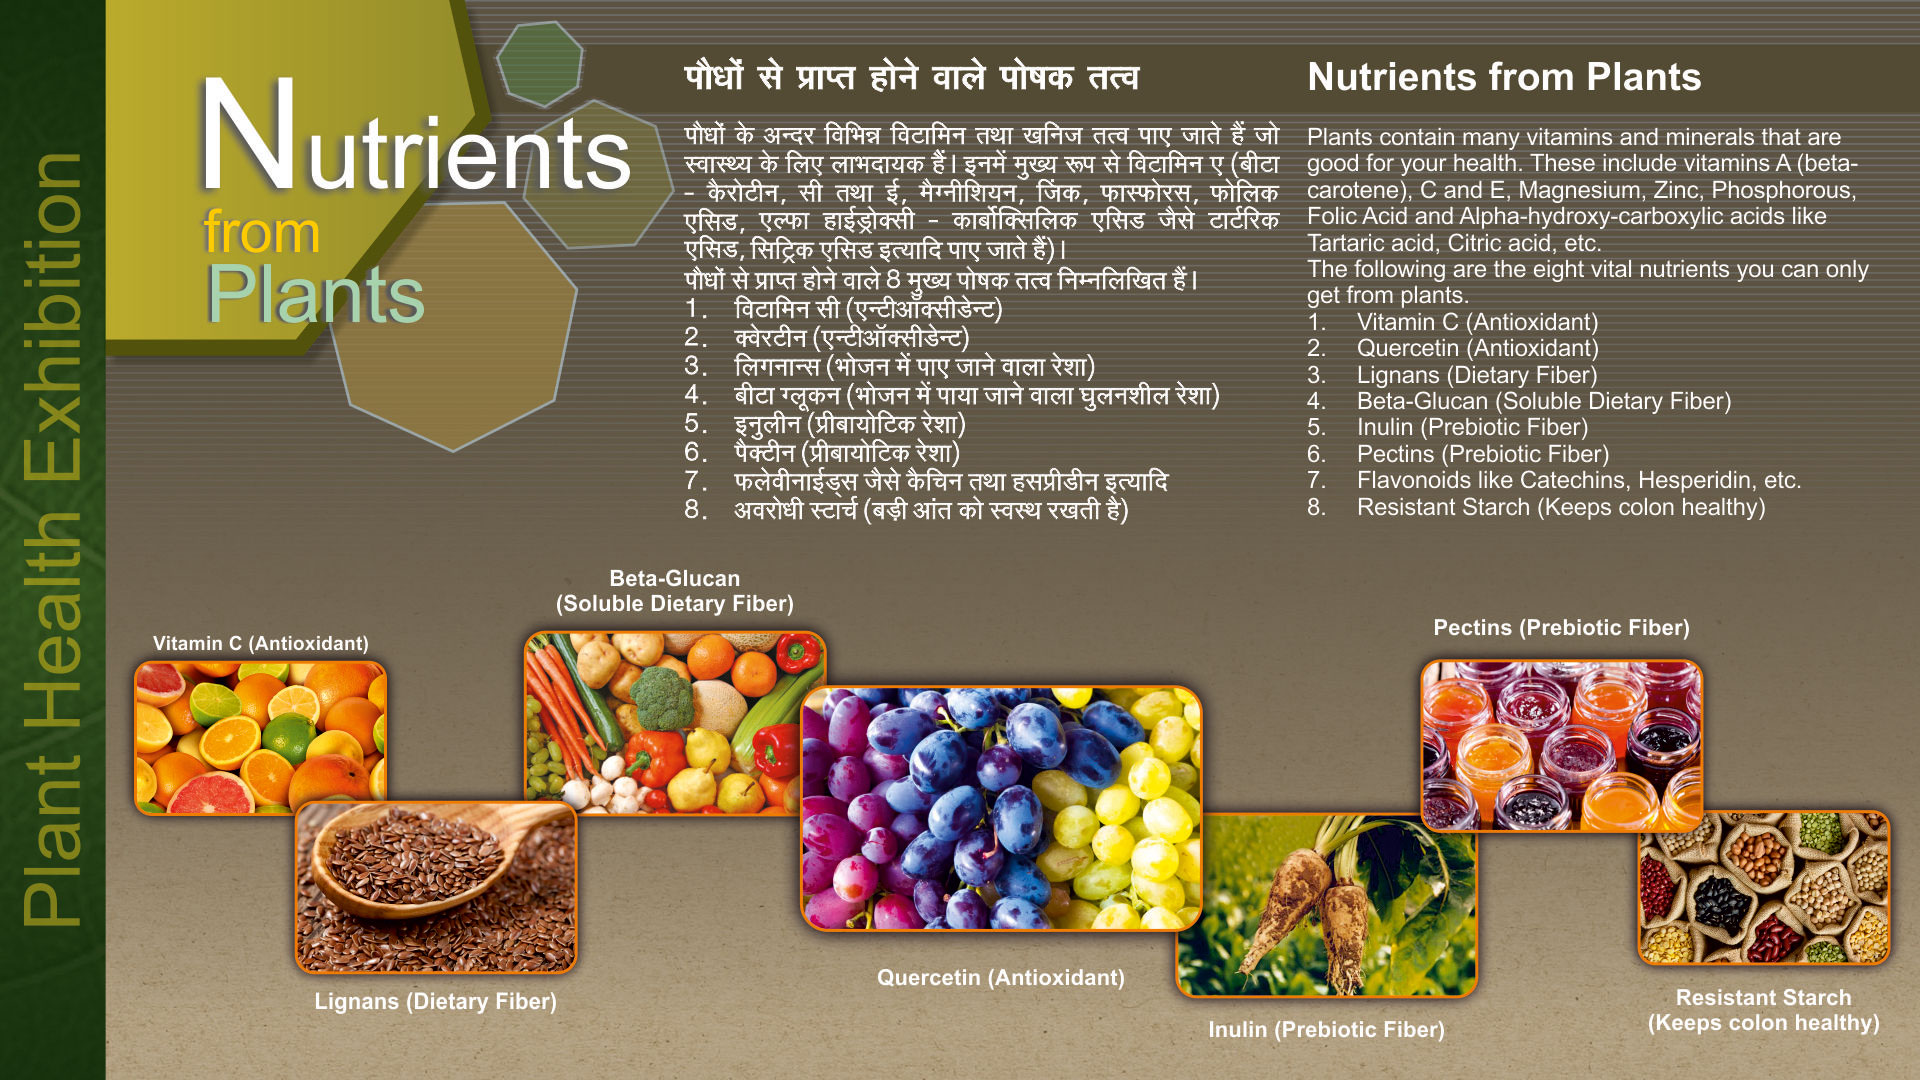 Plant Health Exhibition
Nutrients
from
Plants
पौधों से प्राप्त होने वाले पोषक तत्व
पौधों के अन्दर विभिन्न विटामिन तथा खनिज तत्व पाए जाते हैं जो
स्वास्थ्य के लिए लाभदायक हैं। इनमें मुख्य रूप से विटामिन ए (बीटा
- कैरोटीन, सी तथा ई, मैग्नीशियन, जिंक, फास्फोरस, फोलिक
एसिड, एल्फा हाईड्रोक्सी - कार्बोक्सिलिक एसिड जैसे टार्टरिक
एसिड, सिट्रिक एसिड इत्यादि पाए जाते हैं)।
पौधों से प्राप्त होने वाले 8 मुख्य पोषक तत्व निम्नलिखित हैं।
1. विटामिन सी (एन्टीऑक्सीडेन्ट)
2. क्वेरटीन (एन्टीऑक्सीडेन्ट)
3. लिगनान्स (भोजन में पाए जाने वाला रेशा)
4. बीटा ग्लूकन (भोजन में पाया जाने वाला घुलनशील रेशा)
5. इनुलीन (प्रीबायोटिक रेशा)
6. पैक्टीन (प्रीबायोटिक रेशा)
7. फलेवीनाईड्स जैसे कैचिन तथा हसप्रीडीन इत्यादि
8. अवरोधी स्टार्च (बड़ी आंत को स्वस्थ रखती है)
Nutrients from Plants
Plants contain many vitamins and minerals that are
good for your health. These include vitamins A (beta-
carotene), C and E, Magnesium, Zinc, Phosphorous,
Folic Acid and Alpha-hydroxy-carboxylic acids like
Tartaric acid, Citric acid, etc.
The following are the eight vital nutrients you can only
get from plants.
1. Vitamin C (Antioxidant)
2. Quercetin (Antioxidant)
3. Lignans (Dietary Fiber)
4. Beta-Glucan (Soluble Dietary Fiber)
5. Inulin (Prebiotic Fiber)
6. Pectins (Prebiotic Fiber)
7. Flavonoids like Catechins, Hesperidin, etc.
8. Resistant Starch (Keeps colon healthy)
Vitamin C (Antioxidant)
Beta-Glucan
(Soluble Dietary Fiber)
Pectins (Prebiotic Fiber)
Lignans (Dietary Fiber)
Quercetin (Antioxidant)
Inulin (Prebiotic Fiber)
Resistant Starch
(Keeps colon healthy)